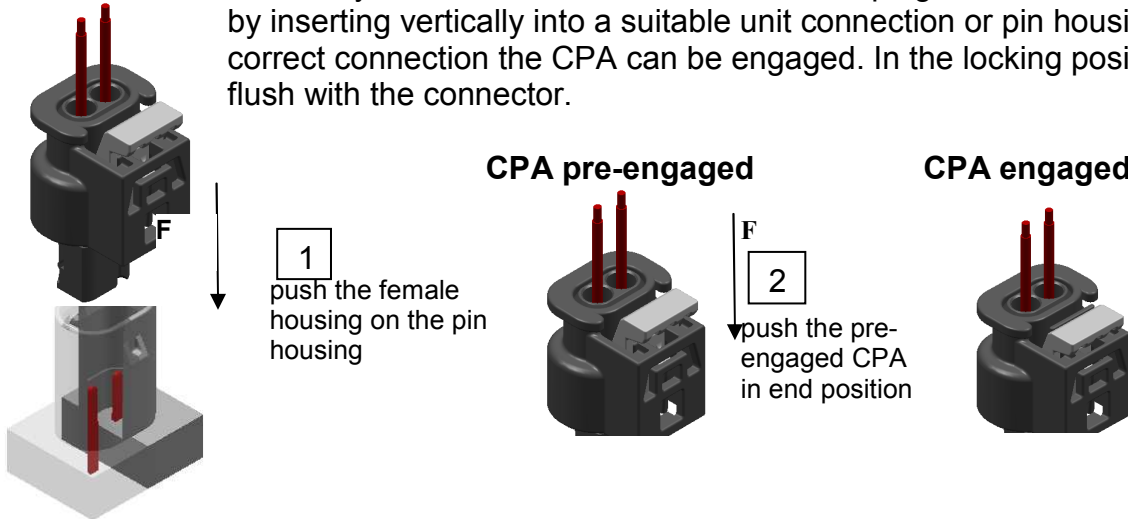 by inserting vertically into a suitable unit connection or pin
correct connection the CPA can be engaged. In the locking
flush with the connector.
CPA pre-engaged
CPA engaged
F
1
push the female
housing on the pin
housing
F
2
push the pre-
engaged CPA
in end position